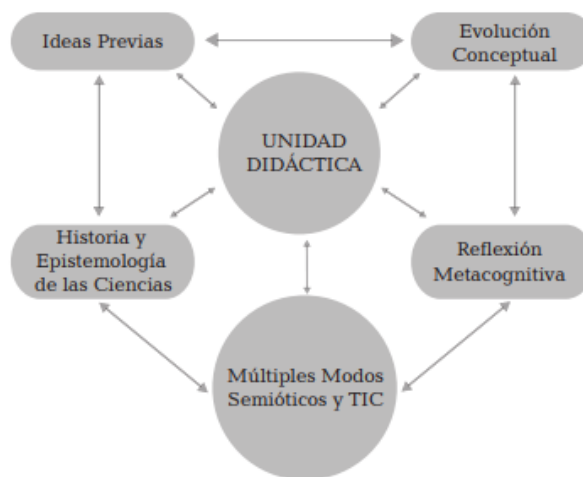 Ideas Previas
Evolución
Conceptual
UNIDAD
DIDÁCTICA
Historia y
Epistemología
de las Ciencias
Reflexión
Metacognitiva
Múltiples Modos
Semióticos y TIC